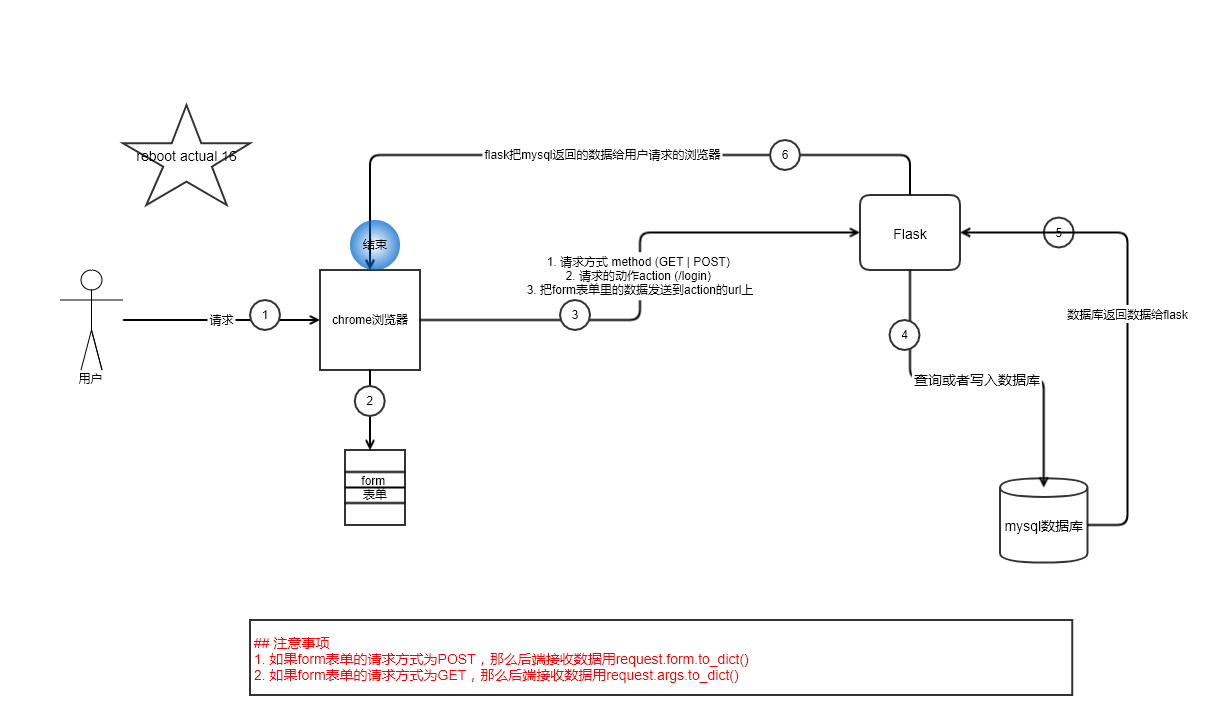 reboot actual 16
flask把mysql返回的数据给用户请求的浏览器
6
结束
Flask
5
1. 请求方式 method (GET | POST)
2. 请求的动作action (/login)
3. 把form表单里的数据发送到action的url上
请求
1
chrome浏览器
3
数据库返回数据给flask
4
用户
查询或者写入数据库
2
form
表单
mysql数据库
## 注意事项
1. 如果form表单的请求方式为POST，那么后端接收数据用request.form.to_dict()
2. 如果form表单的请求方式为GET，那么后端接收数据用request.args.to_dict()